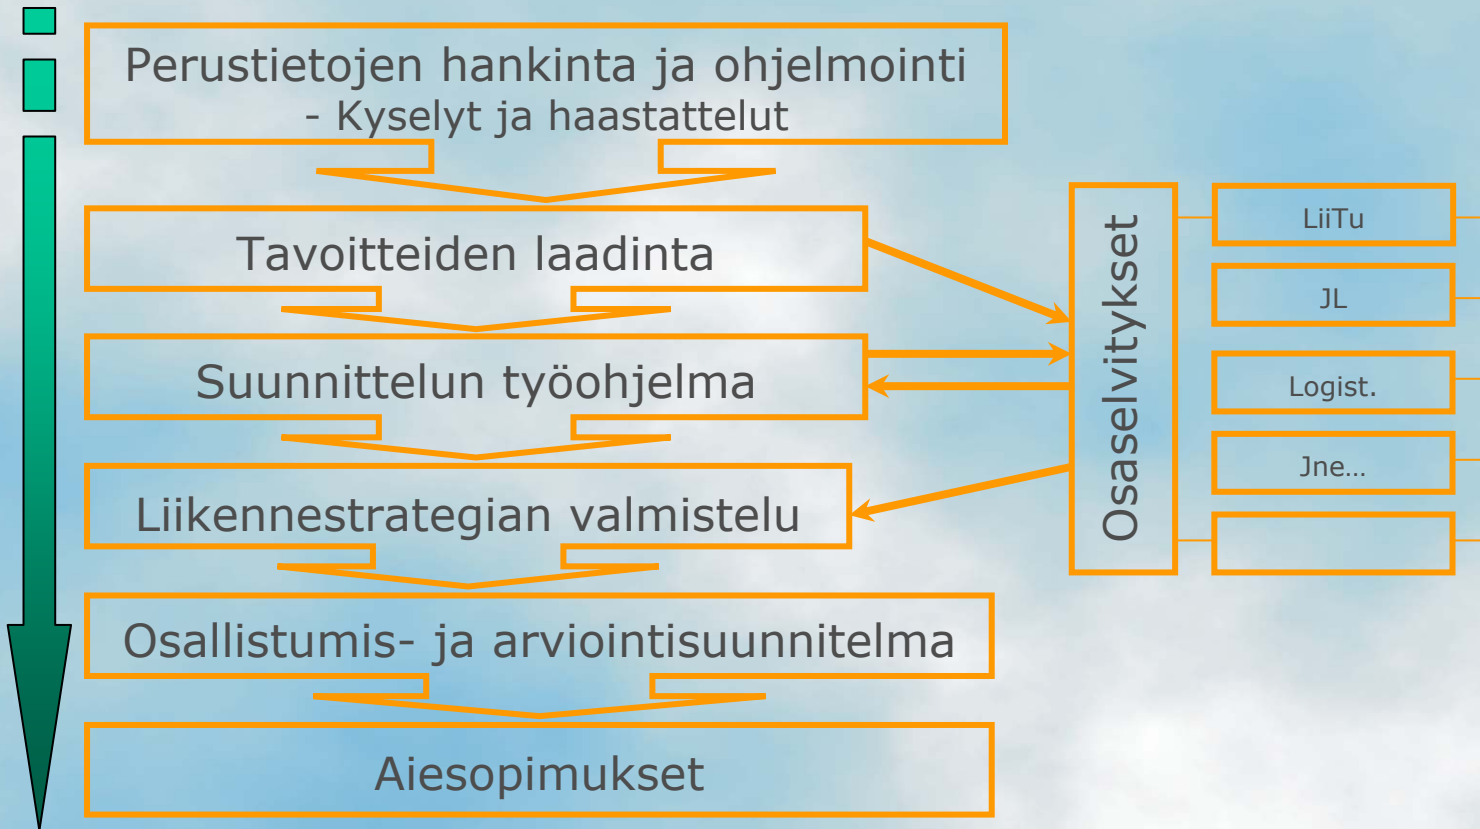 Perustietojen hankinta ja ohjelmointi
- Kyselyt ja haastattelut
Tavoitteiden laadinta
Suunnittelun työohjelma
Liikennestrategian valmistelu
Osallistumis- ja arviointisuunnitelma
Aiesopimukset
Osaselvitykset
LiiTu
JL
Logist.
Jne…